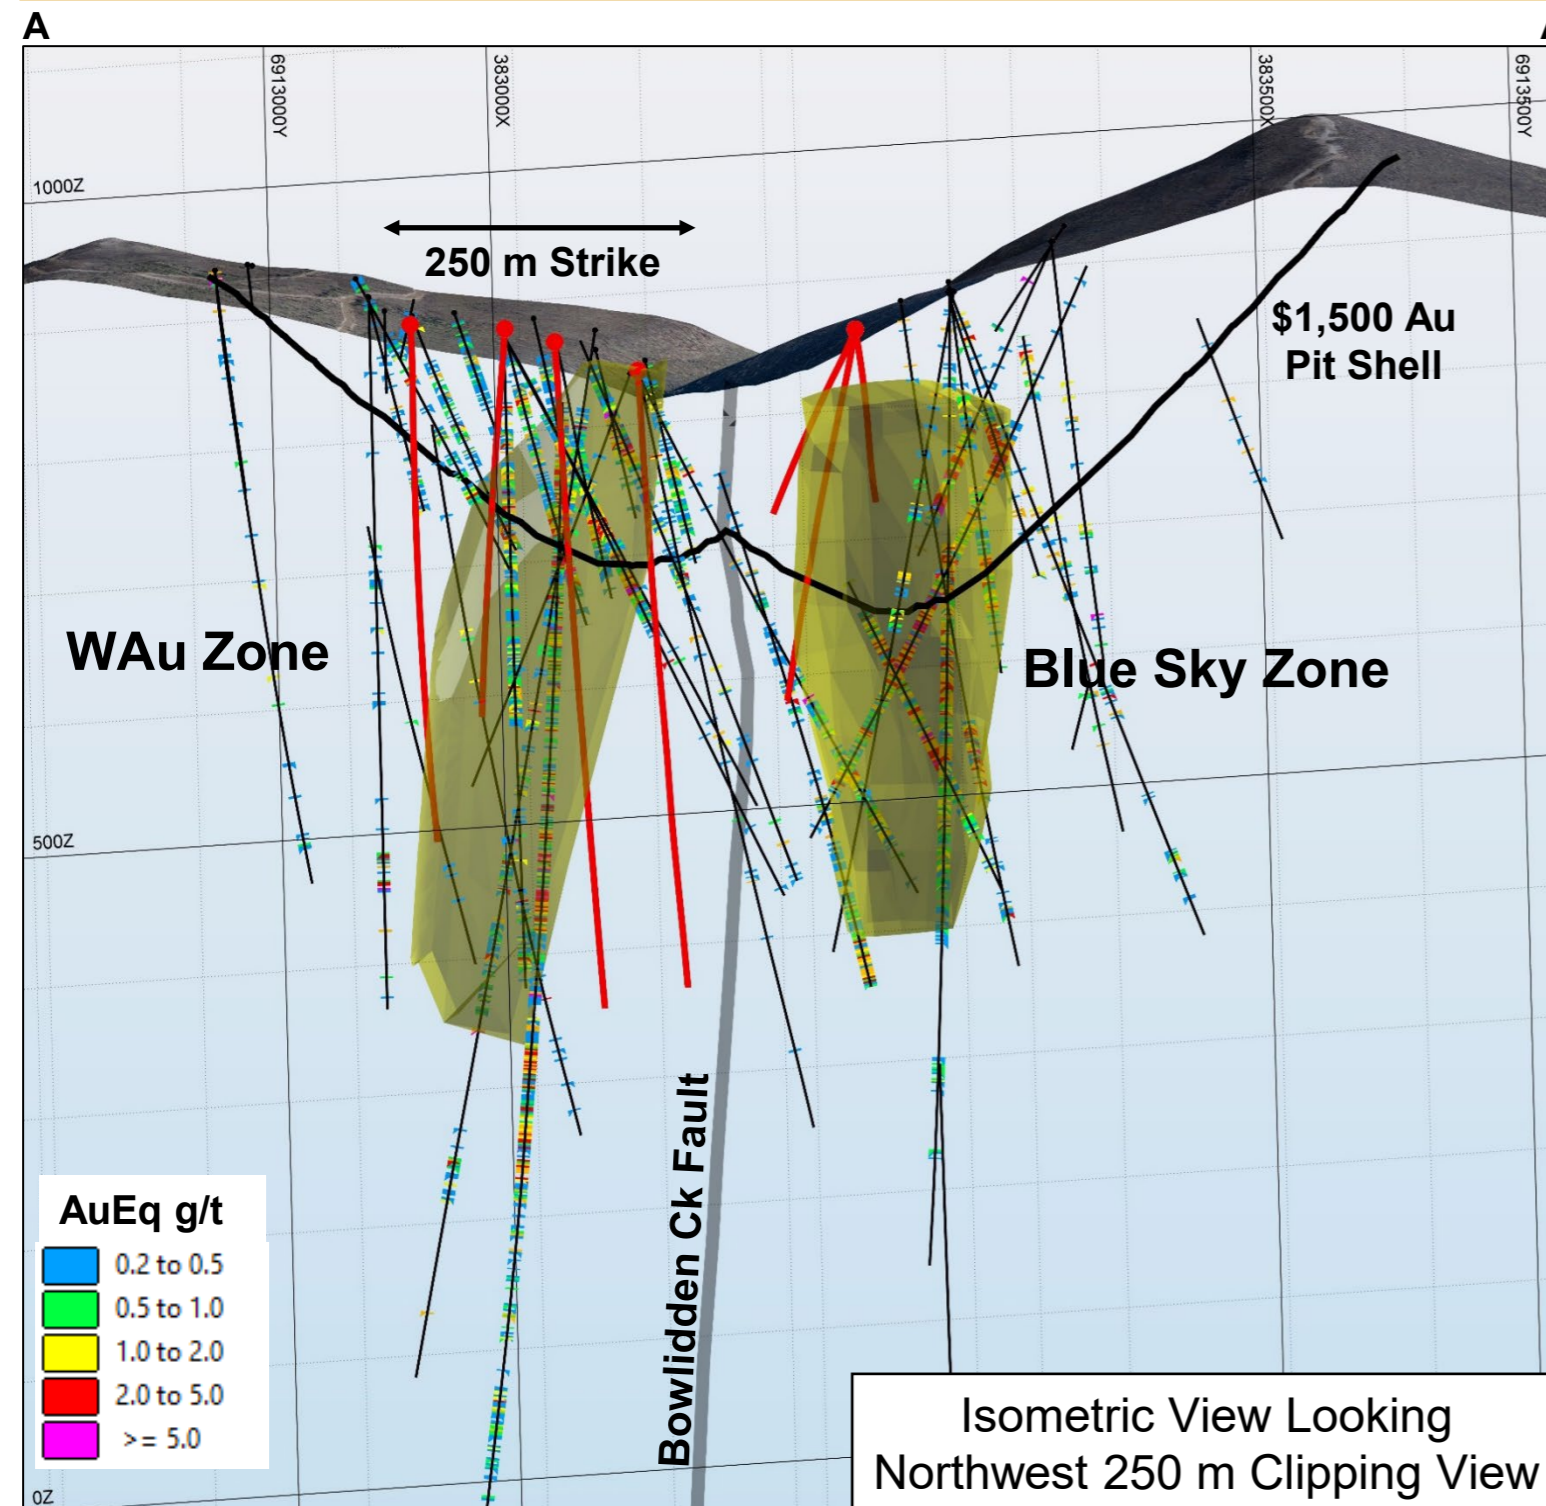 A
6913000Y
383000X
383500X
6913500Y
1000Z
250 m Strike
$1,500 Au
Pit Shell
WAu Zone
Blue Sky Zone
500Z
Bowlidden Ck Fault
AuEq g/t
0.2 to 0.5
0.5 to 1.0
1.0 to 2.0
2.0 to 5.0
>= 5.0
Isometric View Looking
Northwest 250 m Clipping View
0Z